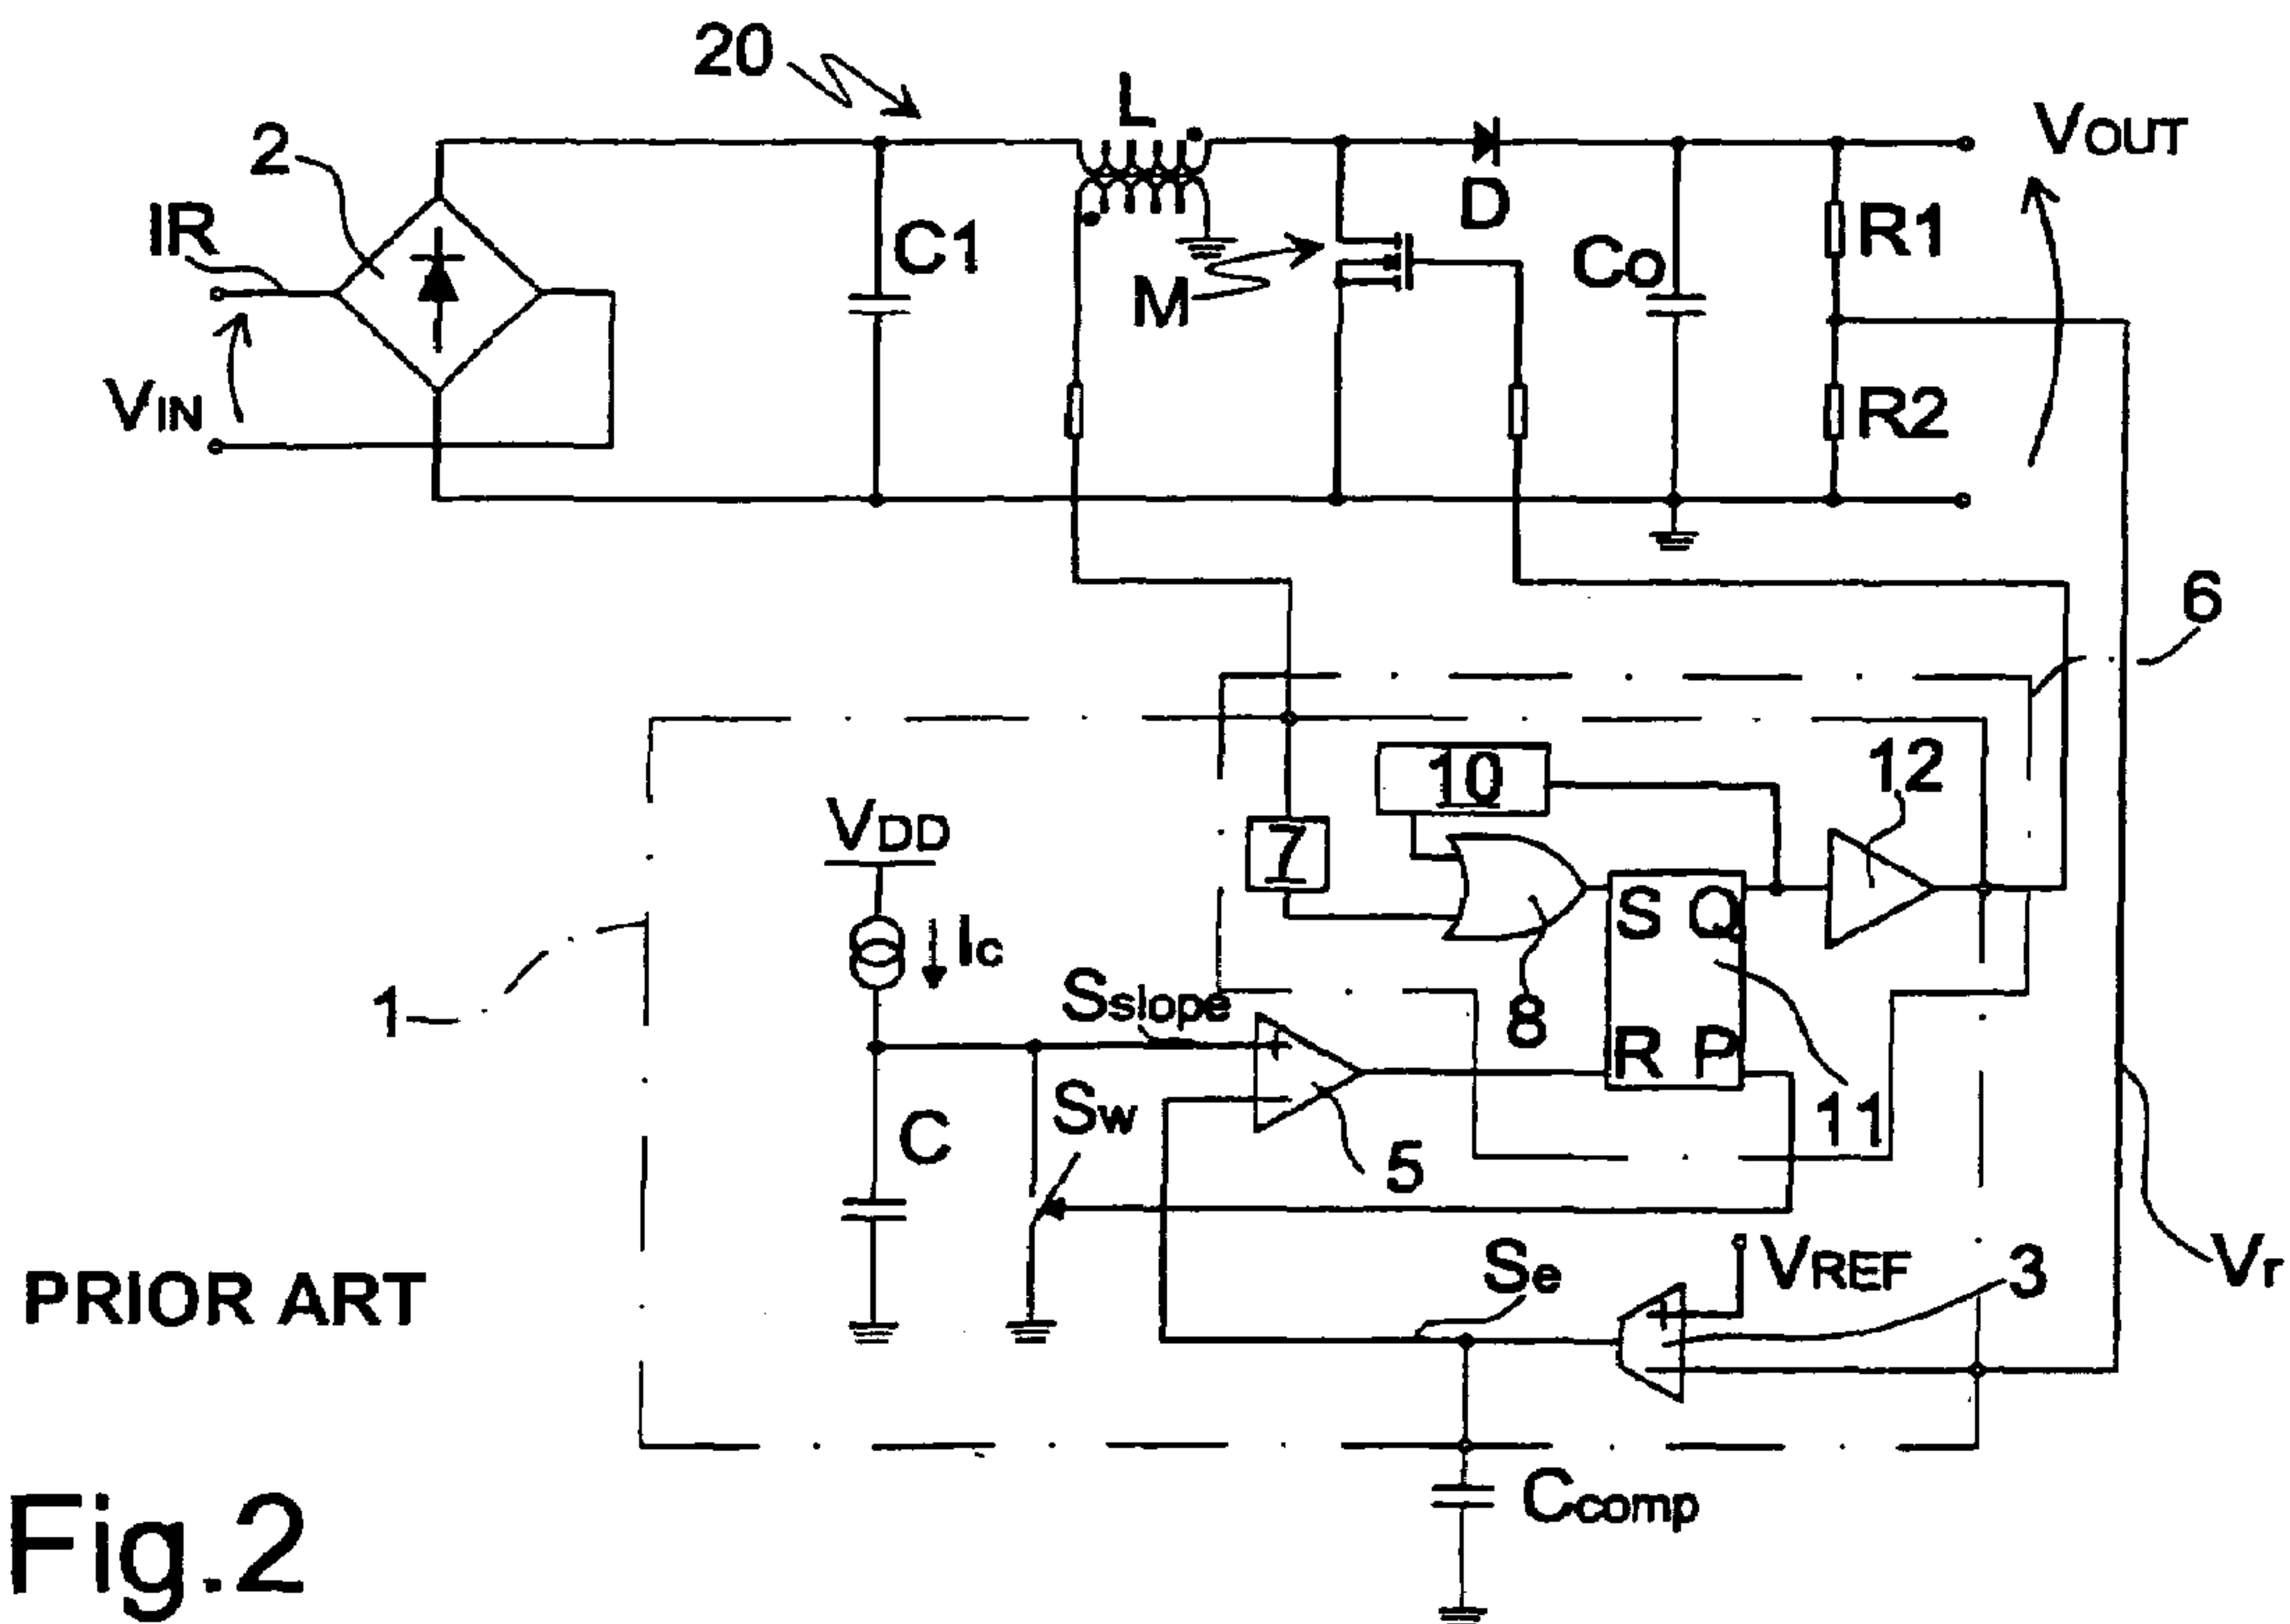 20
L
VOUT
2
IR
C1
D
R1
M
Co
VIN
R2
6
10
12
VDD
7
S Q
Ic
1
Sslope
+
8
R P
Sw
11
C
5
Se
VREF
3
Vr
+
PRIOR ART
Ccomp
Fig.2